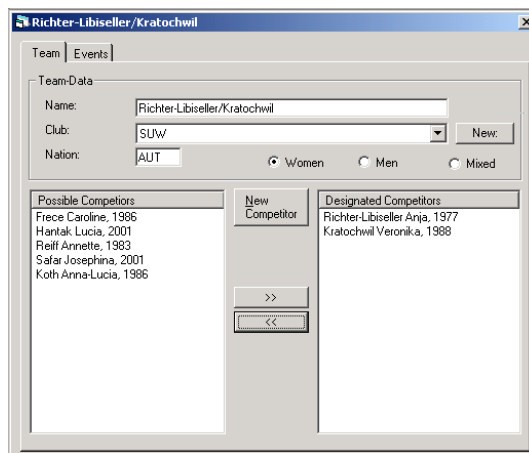 Richter-Libiseller/Kratochwil
Team Events
Team-Data
Name: Richter-Libiseller/Kratochwil
Club: SUW New:
Nation: AUT Women Men Mixed
Possible Competiors
Frece Caroline, 1986
Hantak Lucia, 2001
Reiff Annette, 1983
Safar Josephina, 2001
Koth Anna-Lucia, 1986
New
Competitor
>>
<<
Designated Competitors
Richter-Libiseller Anja, 1977
Kratochwil Veronika, 1988